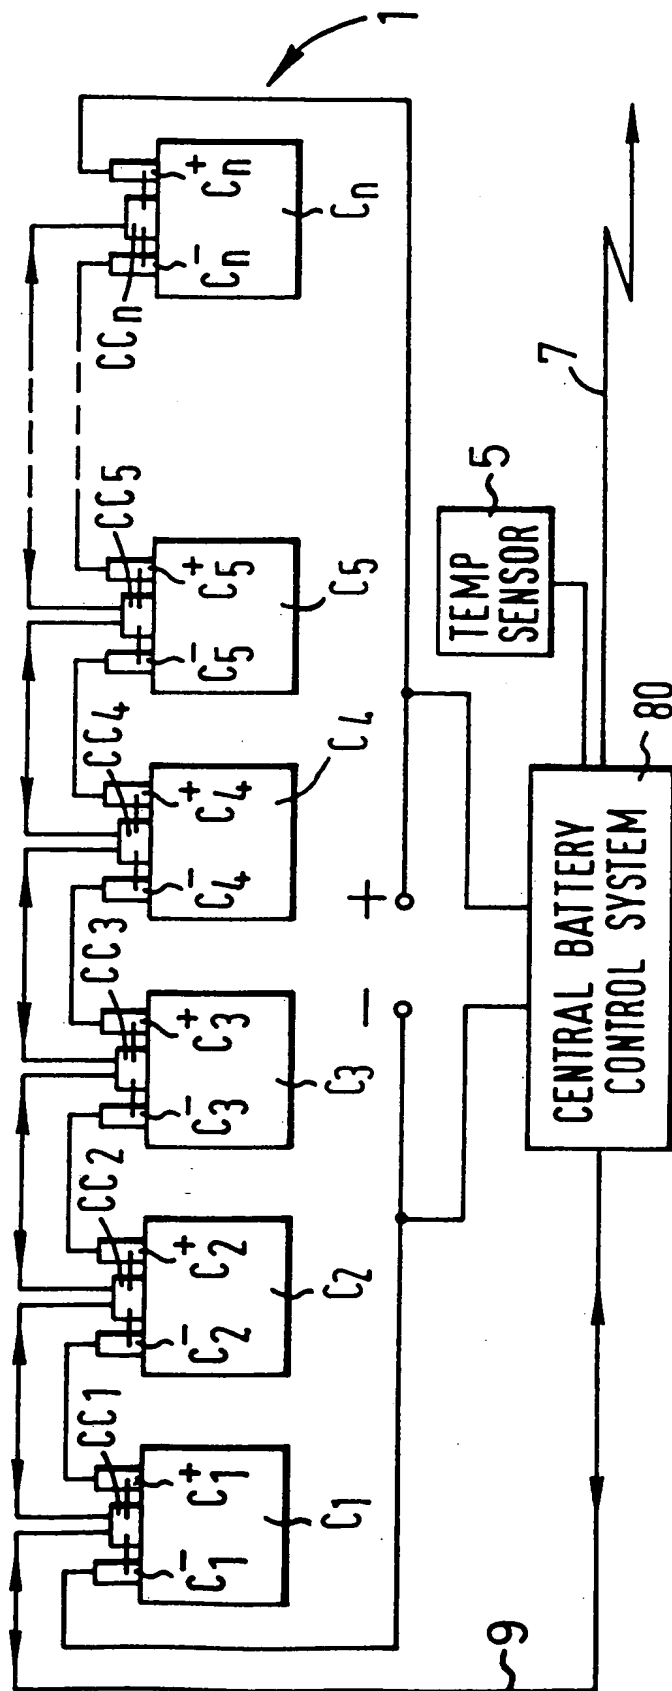 1
CC1
CC2
CC3
CC4
CC5
CCn
C1-
C1+
C2-
C2+
C3-
C3+
C4-
C4+
C5-
C5+
Cn-
Cn+
C1
C2
C3
C4
C5
Cn
-
+
TEMP
SENSOR
5
7
9
CENTRAL BATTERY
CONTROL SYSTEM
80